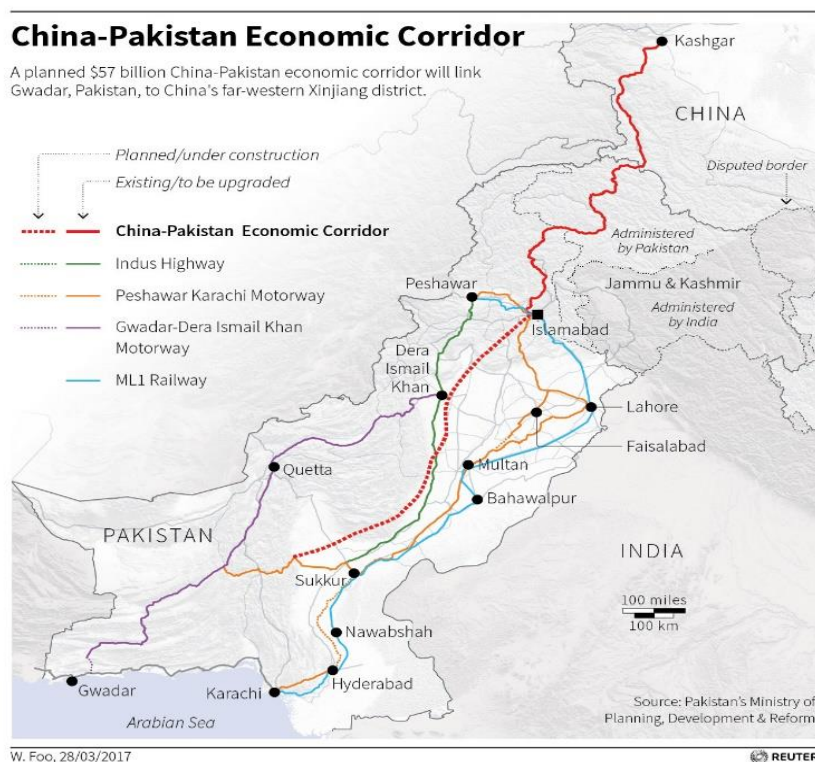 China-Pakistan Economic Corridor
A planned $57 billion China-Pakistan economic corridor will link
Gwadar, Pakistan, to China's far-western Xinjiang district.
Planned/under construction
Existing/to be upgraded
China-Pakistan Economic Corridor
Indus Highway
Peshawar Karachi Motorway
Gwadar-Dera Ismail Khan
Motorway
ML1 Railway
Kashgar
CHINA
Disputed border
Administered
by Pakistan
Jammu & Kashmir
Administered
by India
Peshawar
Islamabad
Dera
Ismail
Khan
Lahore
Faisalabad
Multan
Quetta
Bahawalpur
PAKISTAN
INDIA
Sukkur
100 miles
100 km
Nawabshah
Hyderabad
Gwadar
Karachi
Arabian Sea
Source: Pakistan's Ministry of
Planning, Development & Reform
W. Foo, 28/03/2017
REUTER